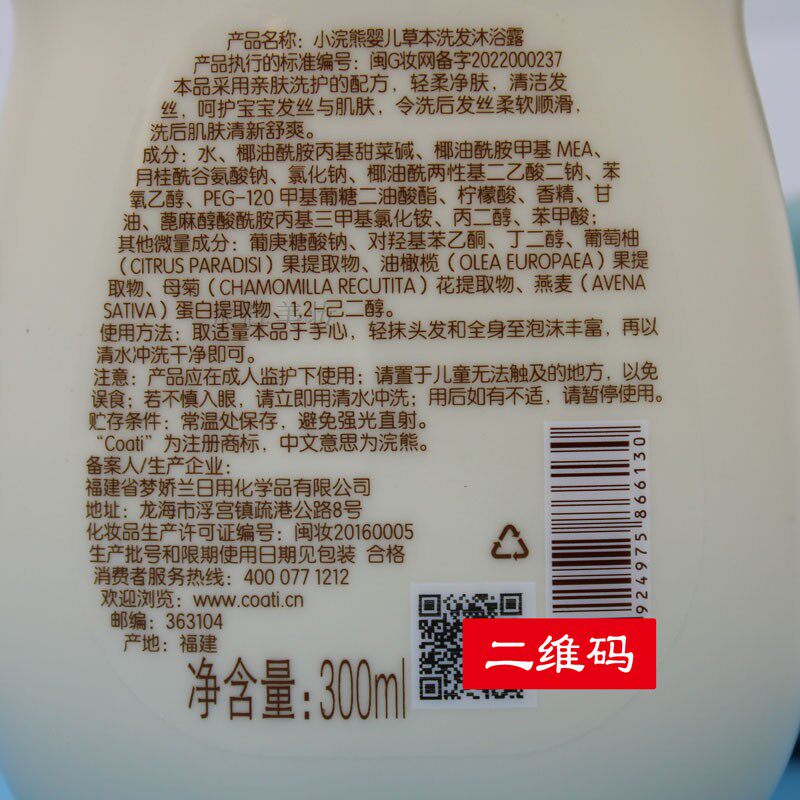 产品名称：小浣熊婴儿草本洗发沐浴露
产品执行的标准编号：闽G妆网备字2022000237
本品采用亲肤洗护的配方，轻柔净肤，清洁发
丝，呵护宝宝发丝与肌肤，令洗后发丝柔软顺滑，
洗后肌肤清新舒爽。
成分：水、椰油酰胺丙基甜菜碱、椰油酰胺甲基 MEA、
月桂酰谷氨酸钠、氯化钠、椰油酰两性基二乙酸二钠、苯
氧乙醇、PEG-120 甲基葡糖二油酸酯、柠檬酸、香精、甘
油、蓖麻醇酸酰胺丙基三甲基氯化铵、丙二醇、苯甲酸；
其他微量成分：葡庚糖酸钠、对羟基苯乙酮、丁二醇、葡萄柚
（CITRUS PARADISI）果提取物、油橄榄（OLEA EUROPAEA）果提
取物、母菊（CHAMOMILLA RECUTITA）花提取物、燕麦（AVENA
SATIVA）蛋白提取物、1,2-己二醇。
使用方法：取适量本品于手心，轻抹头发和全身至泡沫丰富，再以
清水冲洗干净即可。
注意：产品应在成人监护下使用；请置于儿童无法触及的地方，以免
误食；若不慎入眼，请立即用清水冲洗；用后如有不适，请暂停使用。
贮存条件：常温处保存，避免强光直射。
“Coati”为注册商标，中文意思为浣熊。
备案人/生产企业：
福建省梦娇兰日用化学品有限公司
地址：龙海市浮宫镇疏港公路8号
化妆品生产许可证编号：闽妆20160005
生产批号和限期使用日期见包装 合格
消费者服务热线：400 077 1212
欢迎浏览：www.coati.cn
邮编：363104
产地：福建
净含量：300ml
924975 866130
二维码